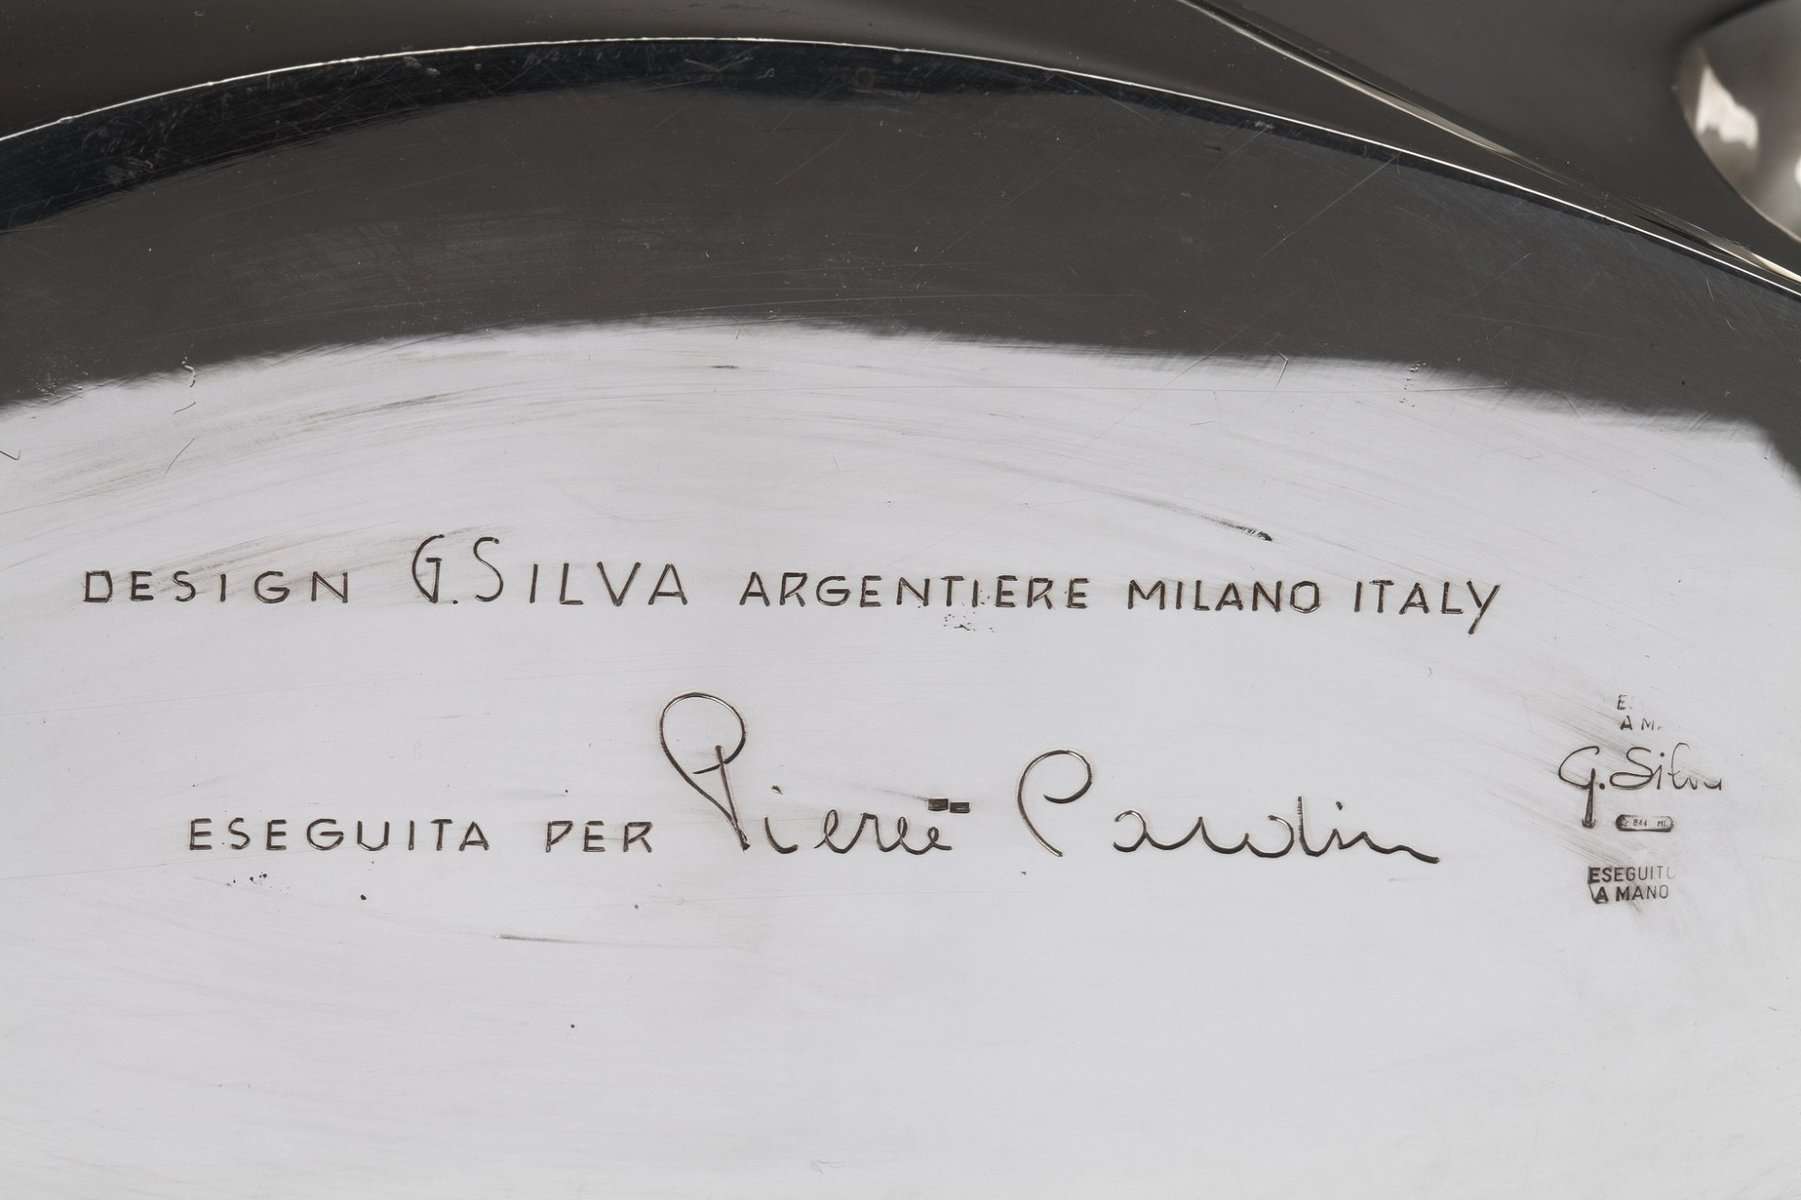 DESIGN G. SILVA ARGENTIERE MILANO ITALY
ESEGUITA PER Pierre Cardin
E.
A M.
G. Silva
ESEGUITO
A MANO